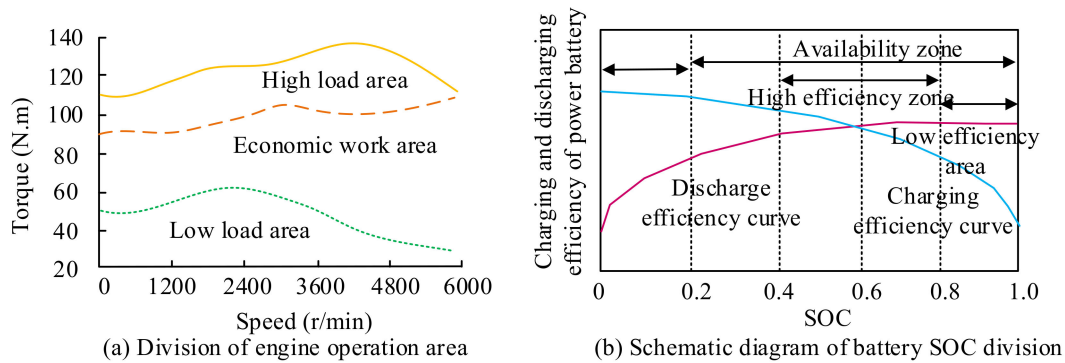 140
120
100
80
60
40
20
Torque (N.m)
High load area
Economic work area
Low load area
0 1200 2400 3600 4800 6000
Speed (r/min)
(a) Division of engine operation area
Charging and discharging
efficiency of power battery
Availability zone
High efficiency zone
Low efficiency
area
Discharge
efficiency curve
Charging
efficiency curve
0 0.2 0.4 0.6 0.8 1.0
SOC
(b) Schematic diagram of battery SOC division